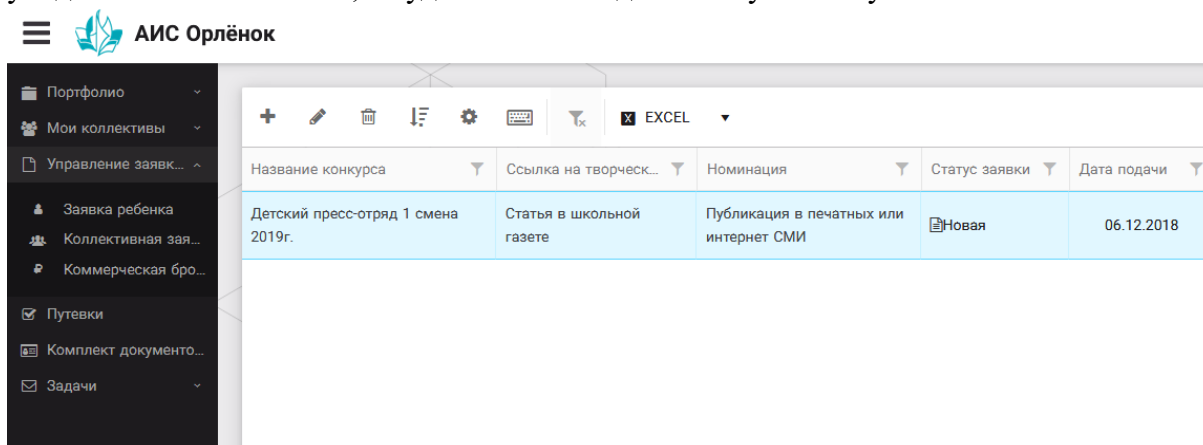 АИС Орлёнок
Портфолио
Мои коллективы
Управление заявк...
Заявка ребенка
Коллективная зая...
Коммерческая бро...
Путевки
Комплект документо...
Задачи
EXCEL
Название конкурса Ссылка на творческ... Номинация Статус заявки Дата подачи
Детский пресс-отряд 1 смена Статья в школьной Публикация в печатных или Новая 06.12.2018
2019г. газете интернет СМИ